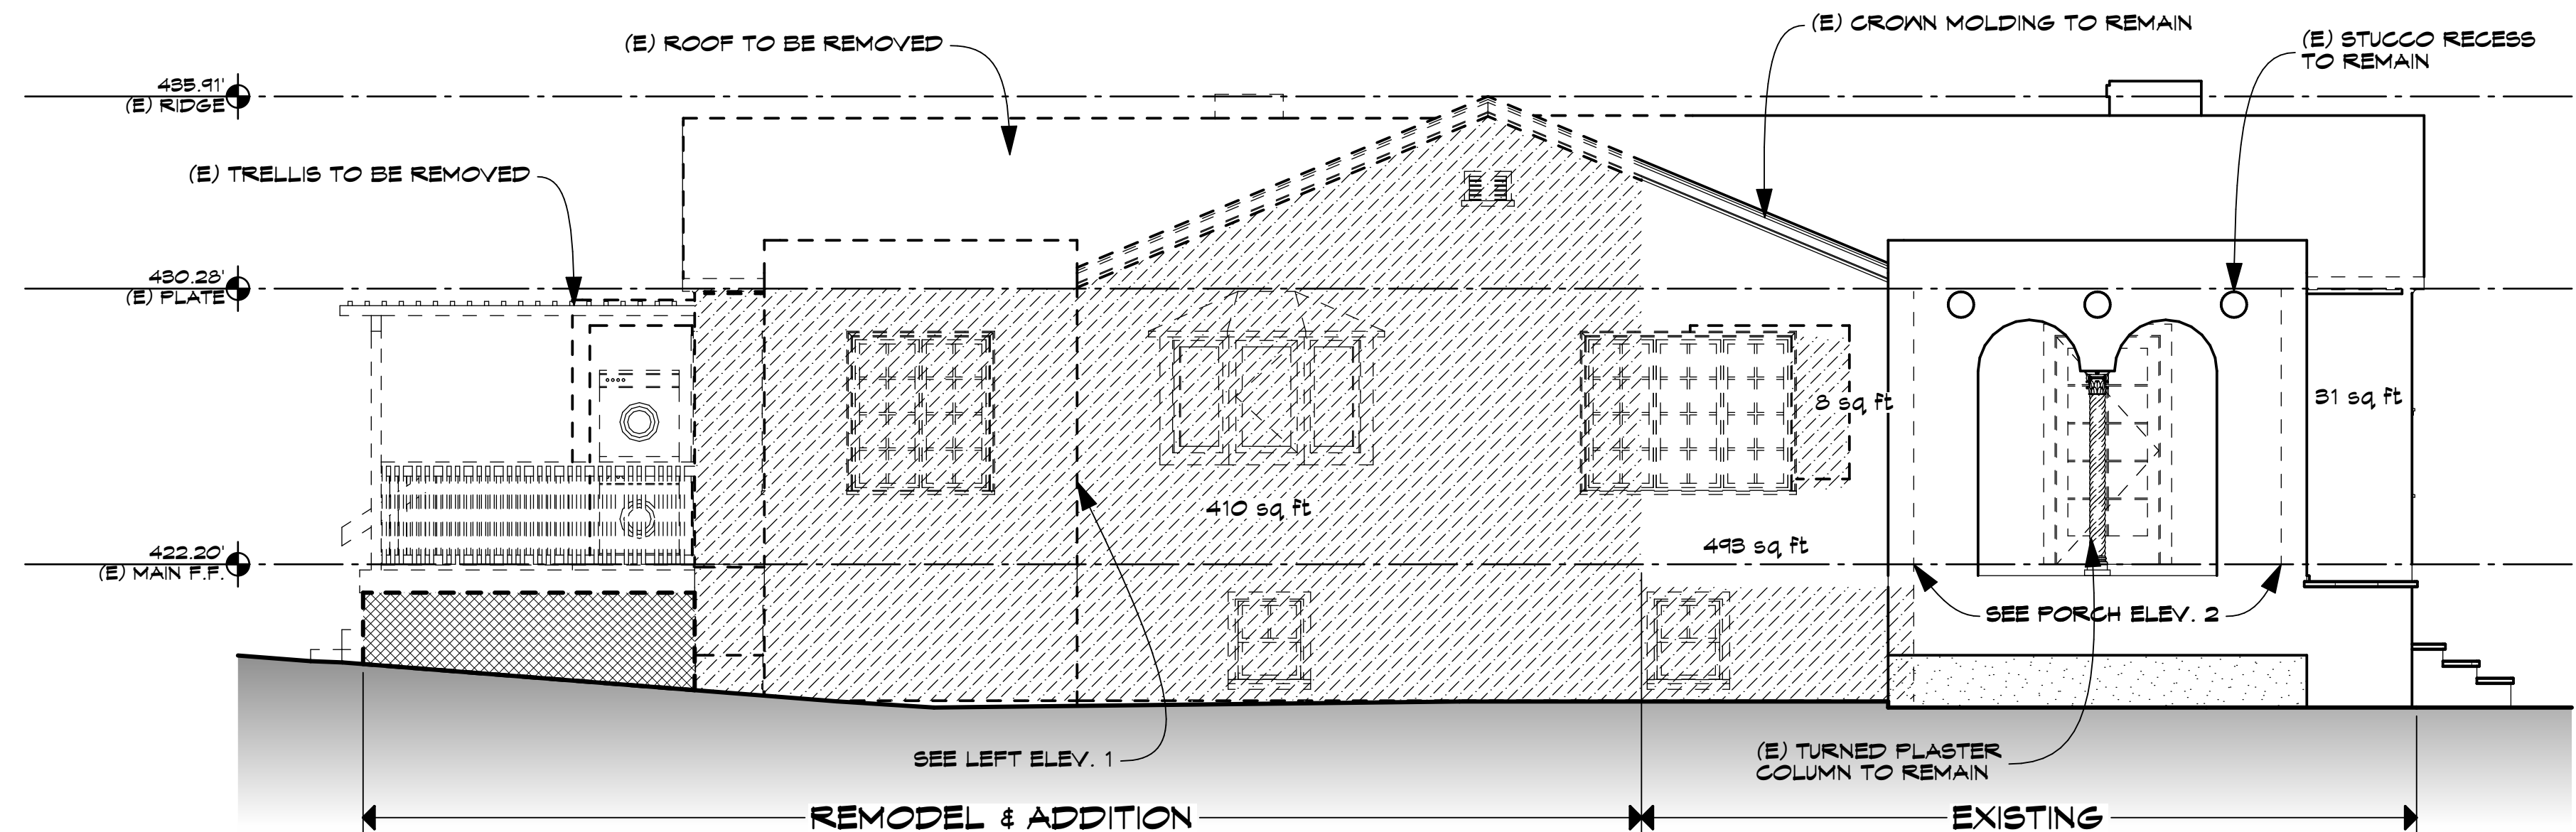 (E) CROWN MOLDING TO REMAIN
(E) ROOF TO BE REMOVED
(E) STUCCO RECESS
TO REMAIN
435.91'
(E) RIDGE
(E) TRELLIS TO BE REMOVED
430.28'
(E) PLATE
8 sq ft
31 sq ft
410 sq ft
493 sq ft
422.20'
(E) MAIN F.F.
SEE PORCH ELEV. 2
SEE LEFT ELEV. 1
(E) TURNED PLASTER
COLUMN TO REMAIN
REMODEL & ADDITION
EXISTING